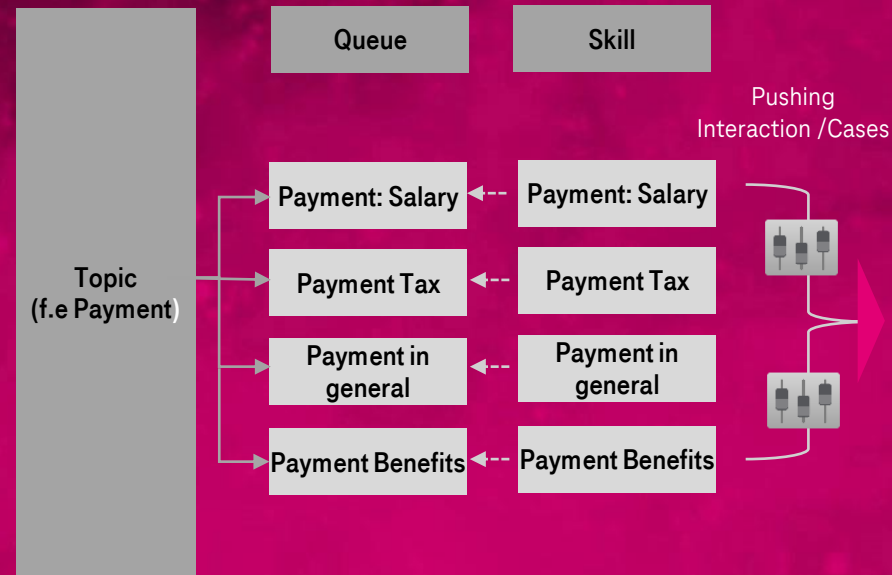 Queue
Skill
Pushing
Interaction /Cases
Topic
(f.e Payment)
Payment: Salary
Payment: Salary
Payment Tax
Payment Tax
Payment in
general
Payment in
general
Payment Benefits
Payment Benefits